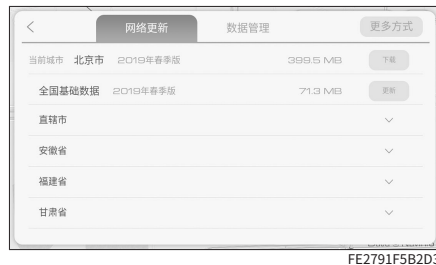 网络更新 数据管理 更多方式
当前城市 北京市 2019年春季版 399.5 MB 下载
全国基础数据 2019年春季版 71.3 MB 更新
直辖市
安徽省
福建省
甘肃省
FE2791F5B2D3